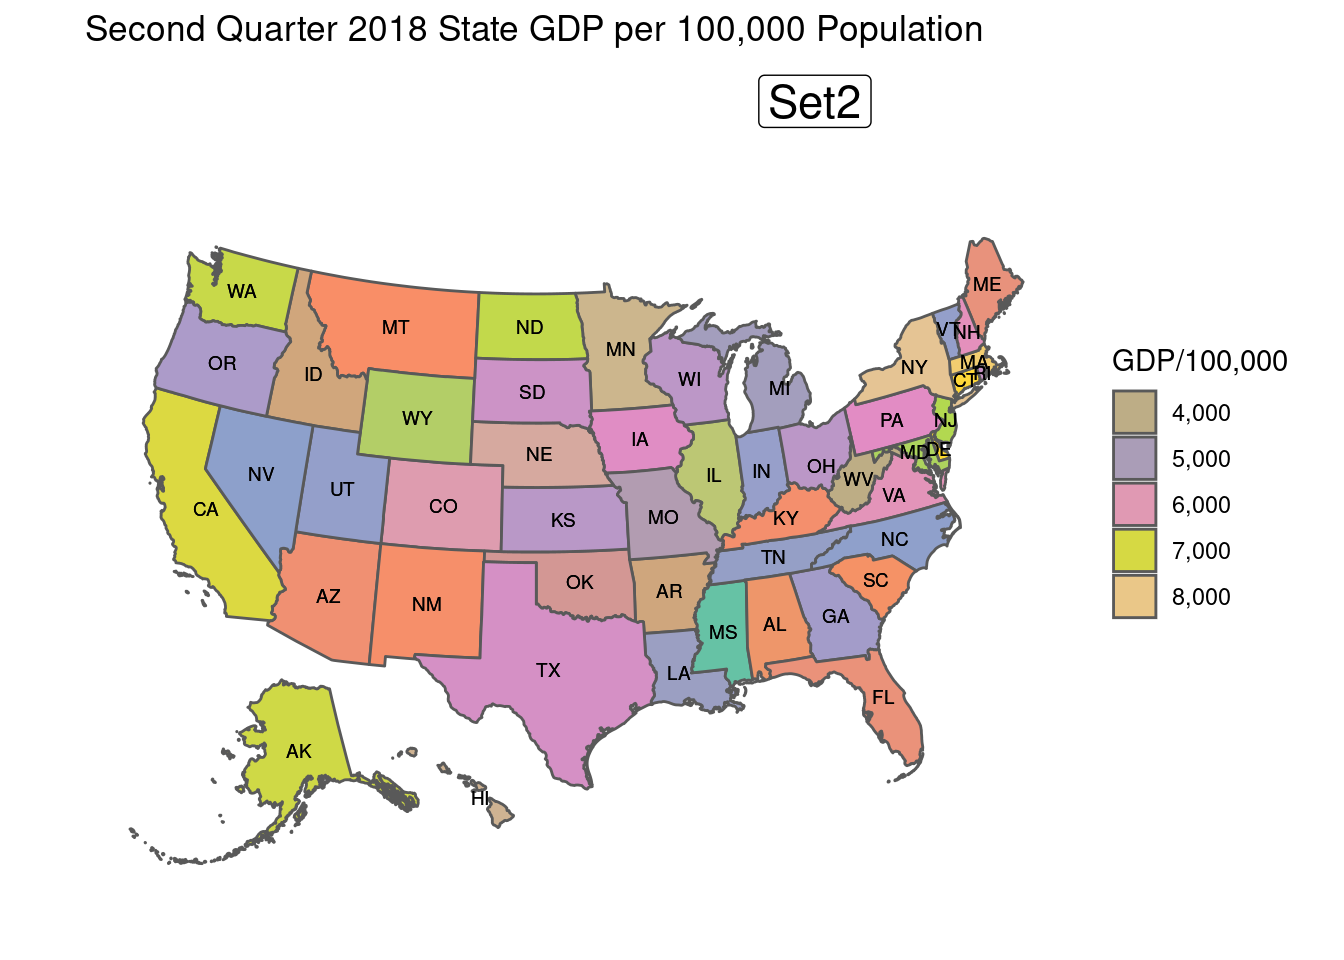 Second Quarter 2018 State GDP per 100,000 Population
Set2
ME
WA
VT
NH
MT
ND
MN
OR
ID
NY
MA
RI
CT
WI
MI
SD
WY
PA
NJ
IA
NE
MD
DE
OH
IL
IN
NV
UT
WV
VA
CO
CA
KS
MO
KY
NC
TN
OK
SC
AZ
NM
AR
GA
AL
MS
TX
LA
FL
AK
HI
GDP/100,000
4,000
5,000
6,000
7,000
8,000